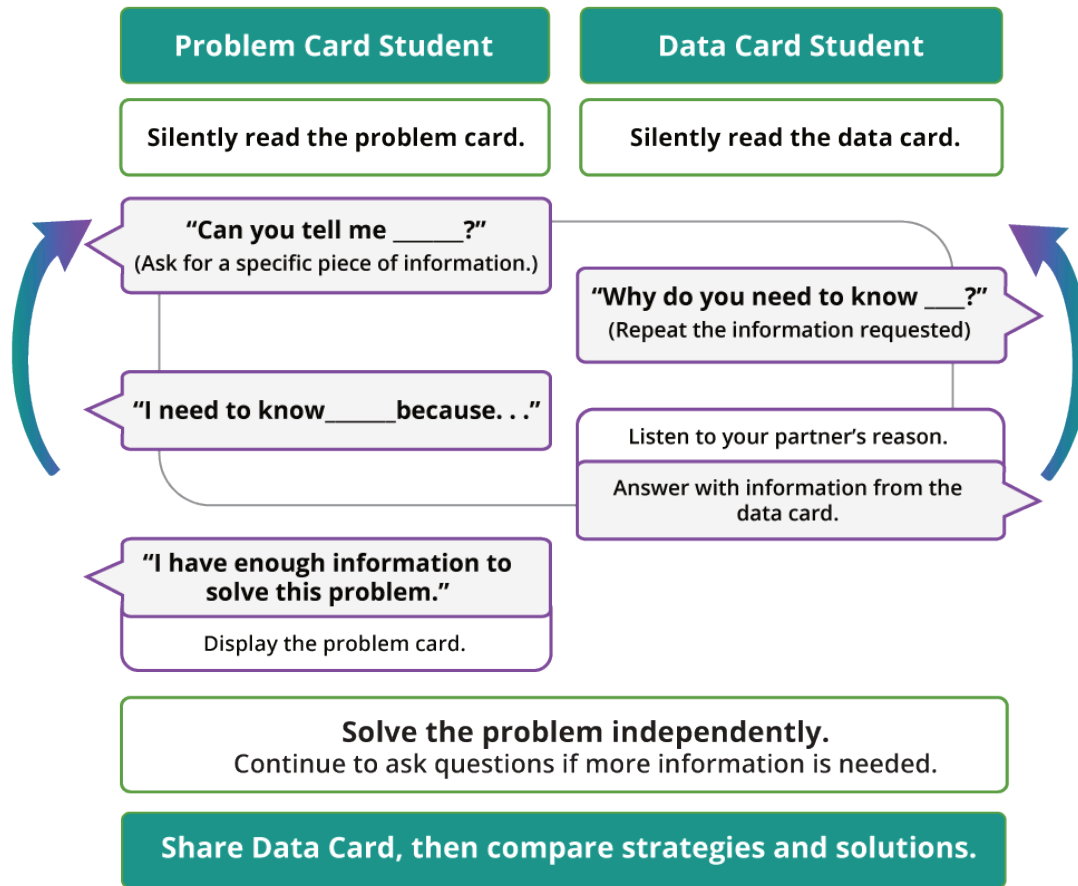 Problem Card Student
Data Card Student
Silently read the problem card.
Silently read the data card.
“Can you tell me ______?”
(Ask for a specific piece of information.)
“Why do you need to know ____?”
(Repeat the information requested)
“I need to know______because. . .”
Listen to your partner’s reason.
Answer with information from the
data card.
“I have enough information to
solve this problem.”
Display the problem card.
Solve the problem independently.
Continue to ask questions if more information is needed.
Share Data Card, then compare strategies and solutions.